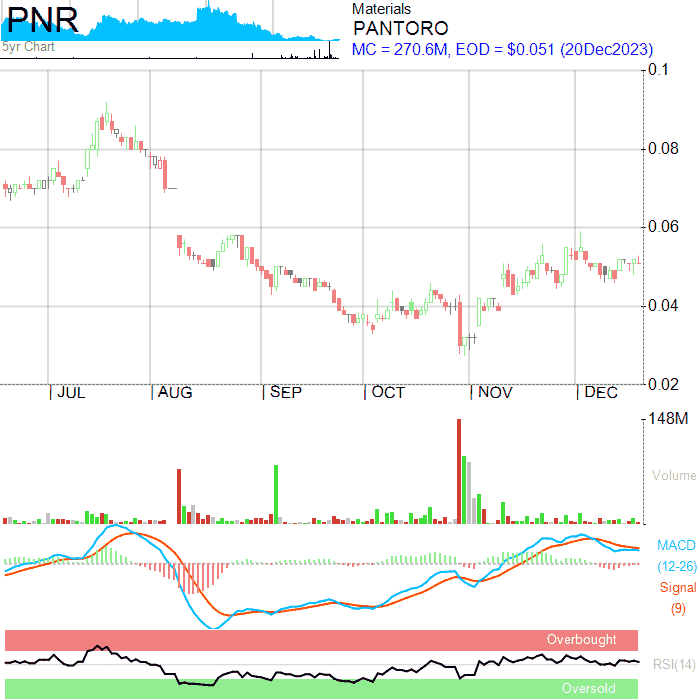 PNR
5yr Chart
Materials
PANTORO
MC = 270.6M, EOD = $0.051 (20Dec2023)
0.1
0.08
0.06
0.04
0.02
JUL AUG SEP OCT NOV DEC
148M
Volume
MACD
(12-26)
Signal
(9)
Overbought
RSI(14)
Oversold